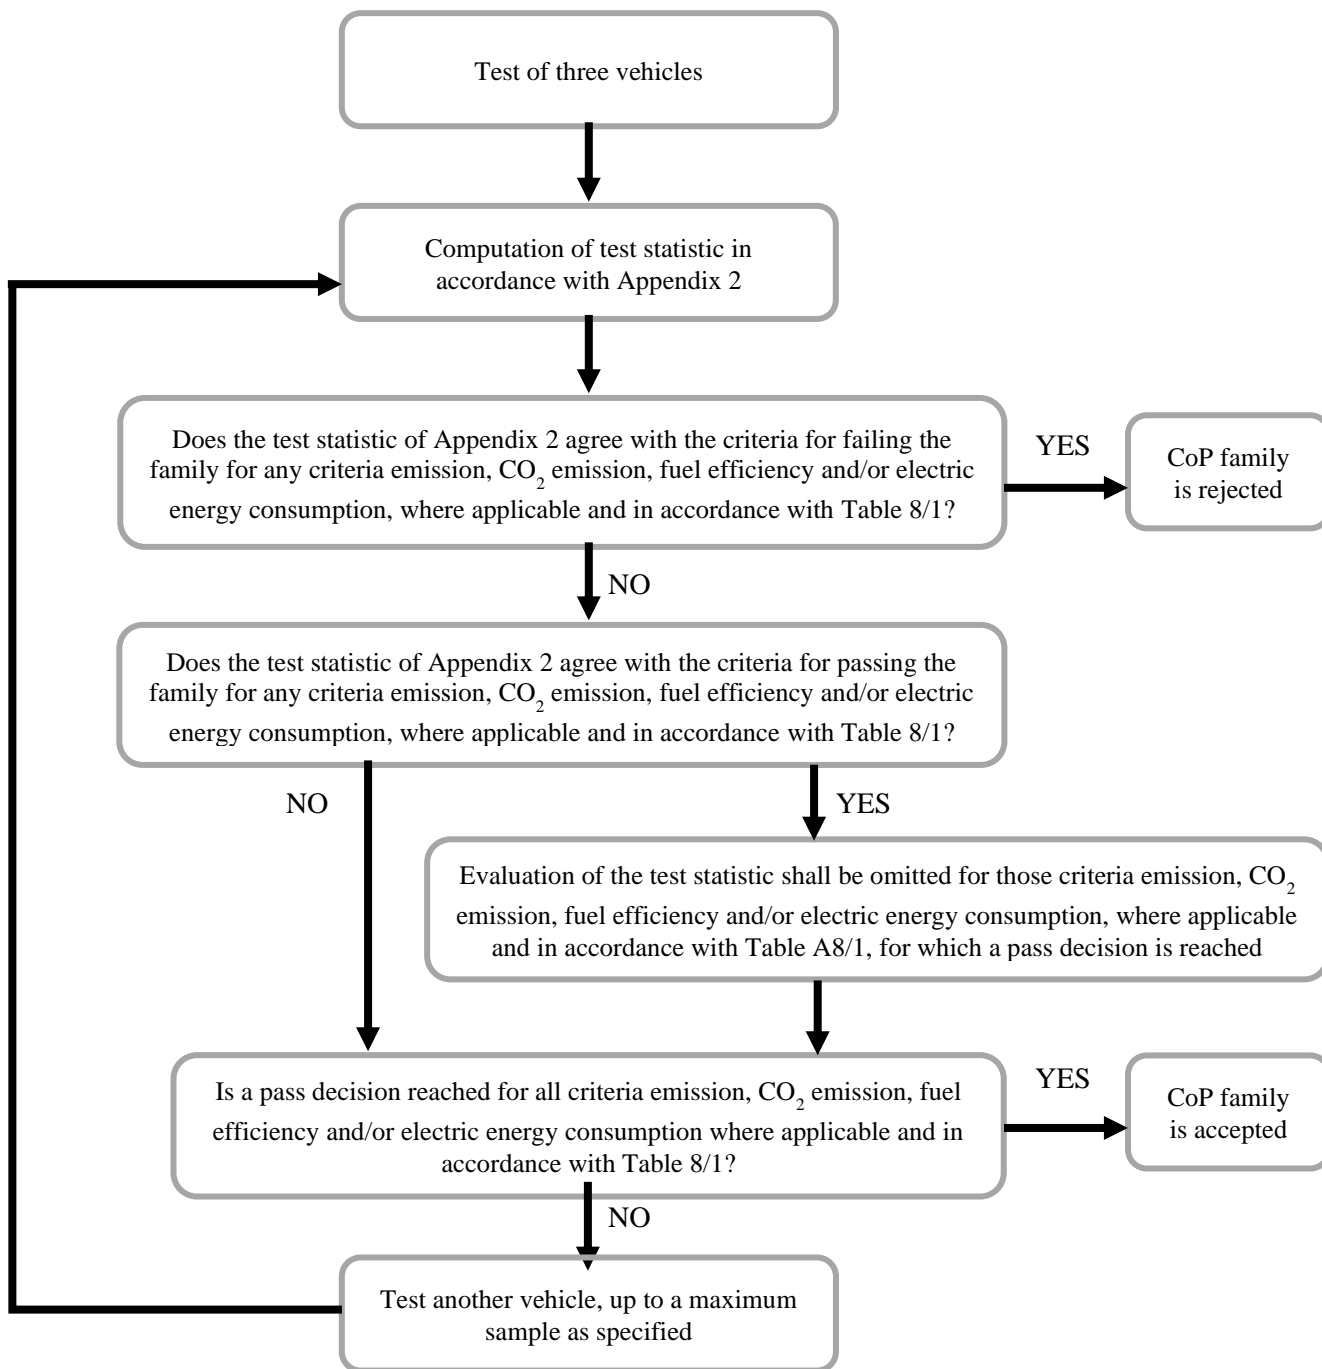 Test of three vehicles
Computation of test statistic in
accordance with Appendix 2
Does the test statistic of Appendix 2 agree with the criteria for failing the
family for any criteria emission, CO2 emission, fuel efficiency and/or electric
energy consumption, where applicable and in accordance with Table 8/1?
YES
CoP family
is rejected
NO
Does the test statistic of Appendix 2 agree with the criteria for passing the
family for any criteria emission, CO2 emission, fuel efficiency and/or electric
energy consumption, where applicable and in accordance with Table 8/1?
NO
YES
Evaluation of the test statistic shall be omitted for those criteria emission, CO2
emission, fuel efficiency and/or electric energy consumption, where applicable
and in accordance with Table A8/1, for which a pass decision is reached
Is a pass decision reached for all criteria emission, CO2 emission, fuel
efficiency and/or electric energy consumption where applicable and in
accordance with Table 8/1?
YES
CoP family
is accepted
NO
Test another vehicle, up to a maximum
sample as specified